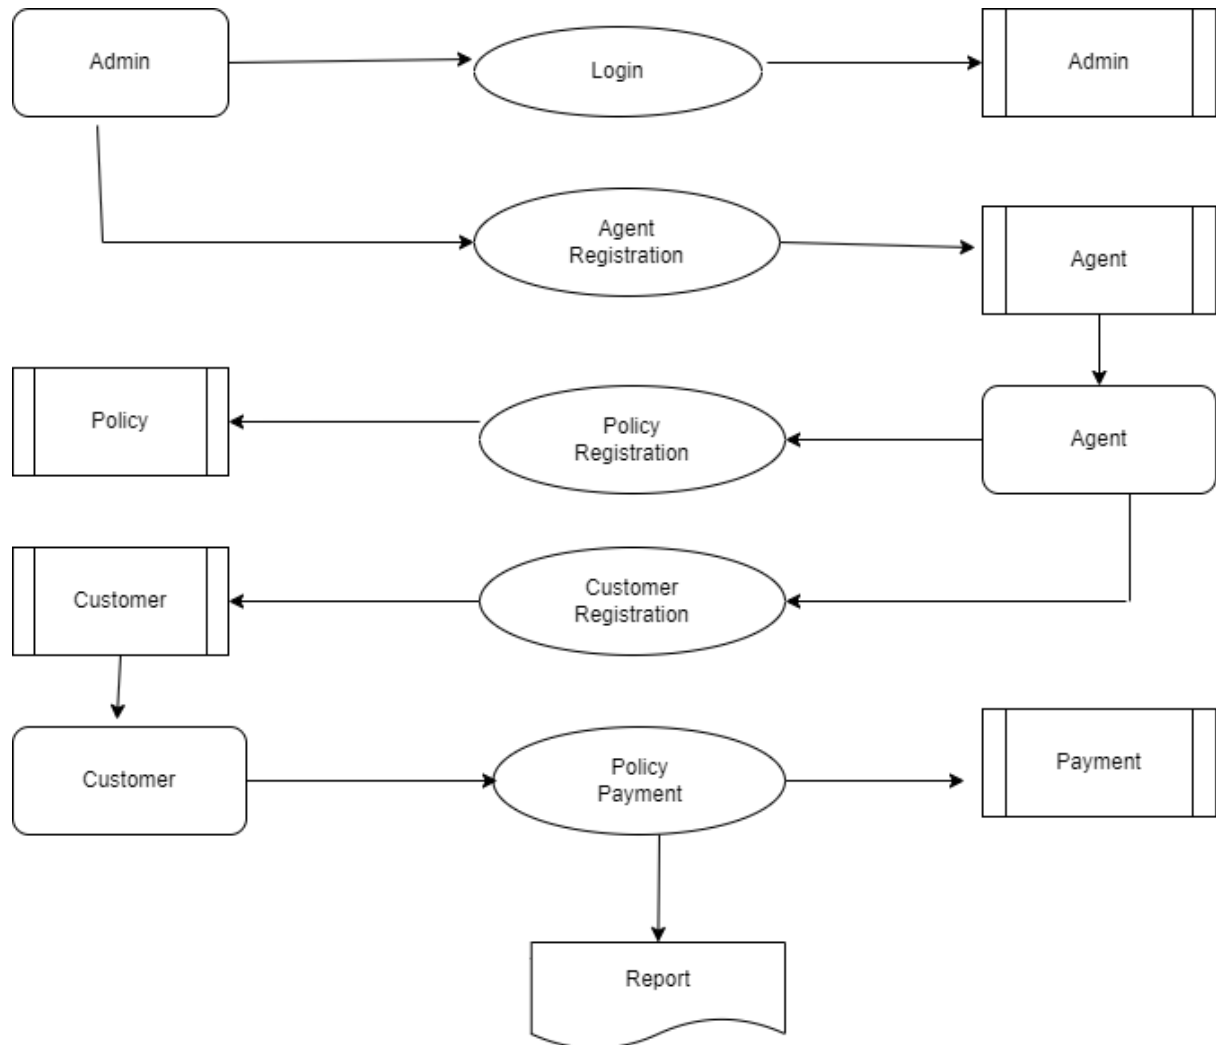 Admin
Login
Admin
Agent
Registration
Agent
Policy
Policy
Registration
Agent
Customer
Customer
Registration
Customer
Policy
Payment
Payment
Report